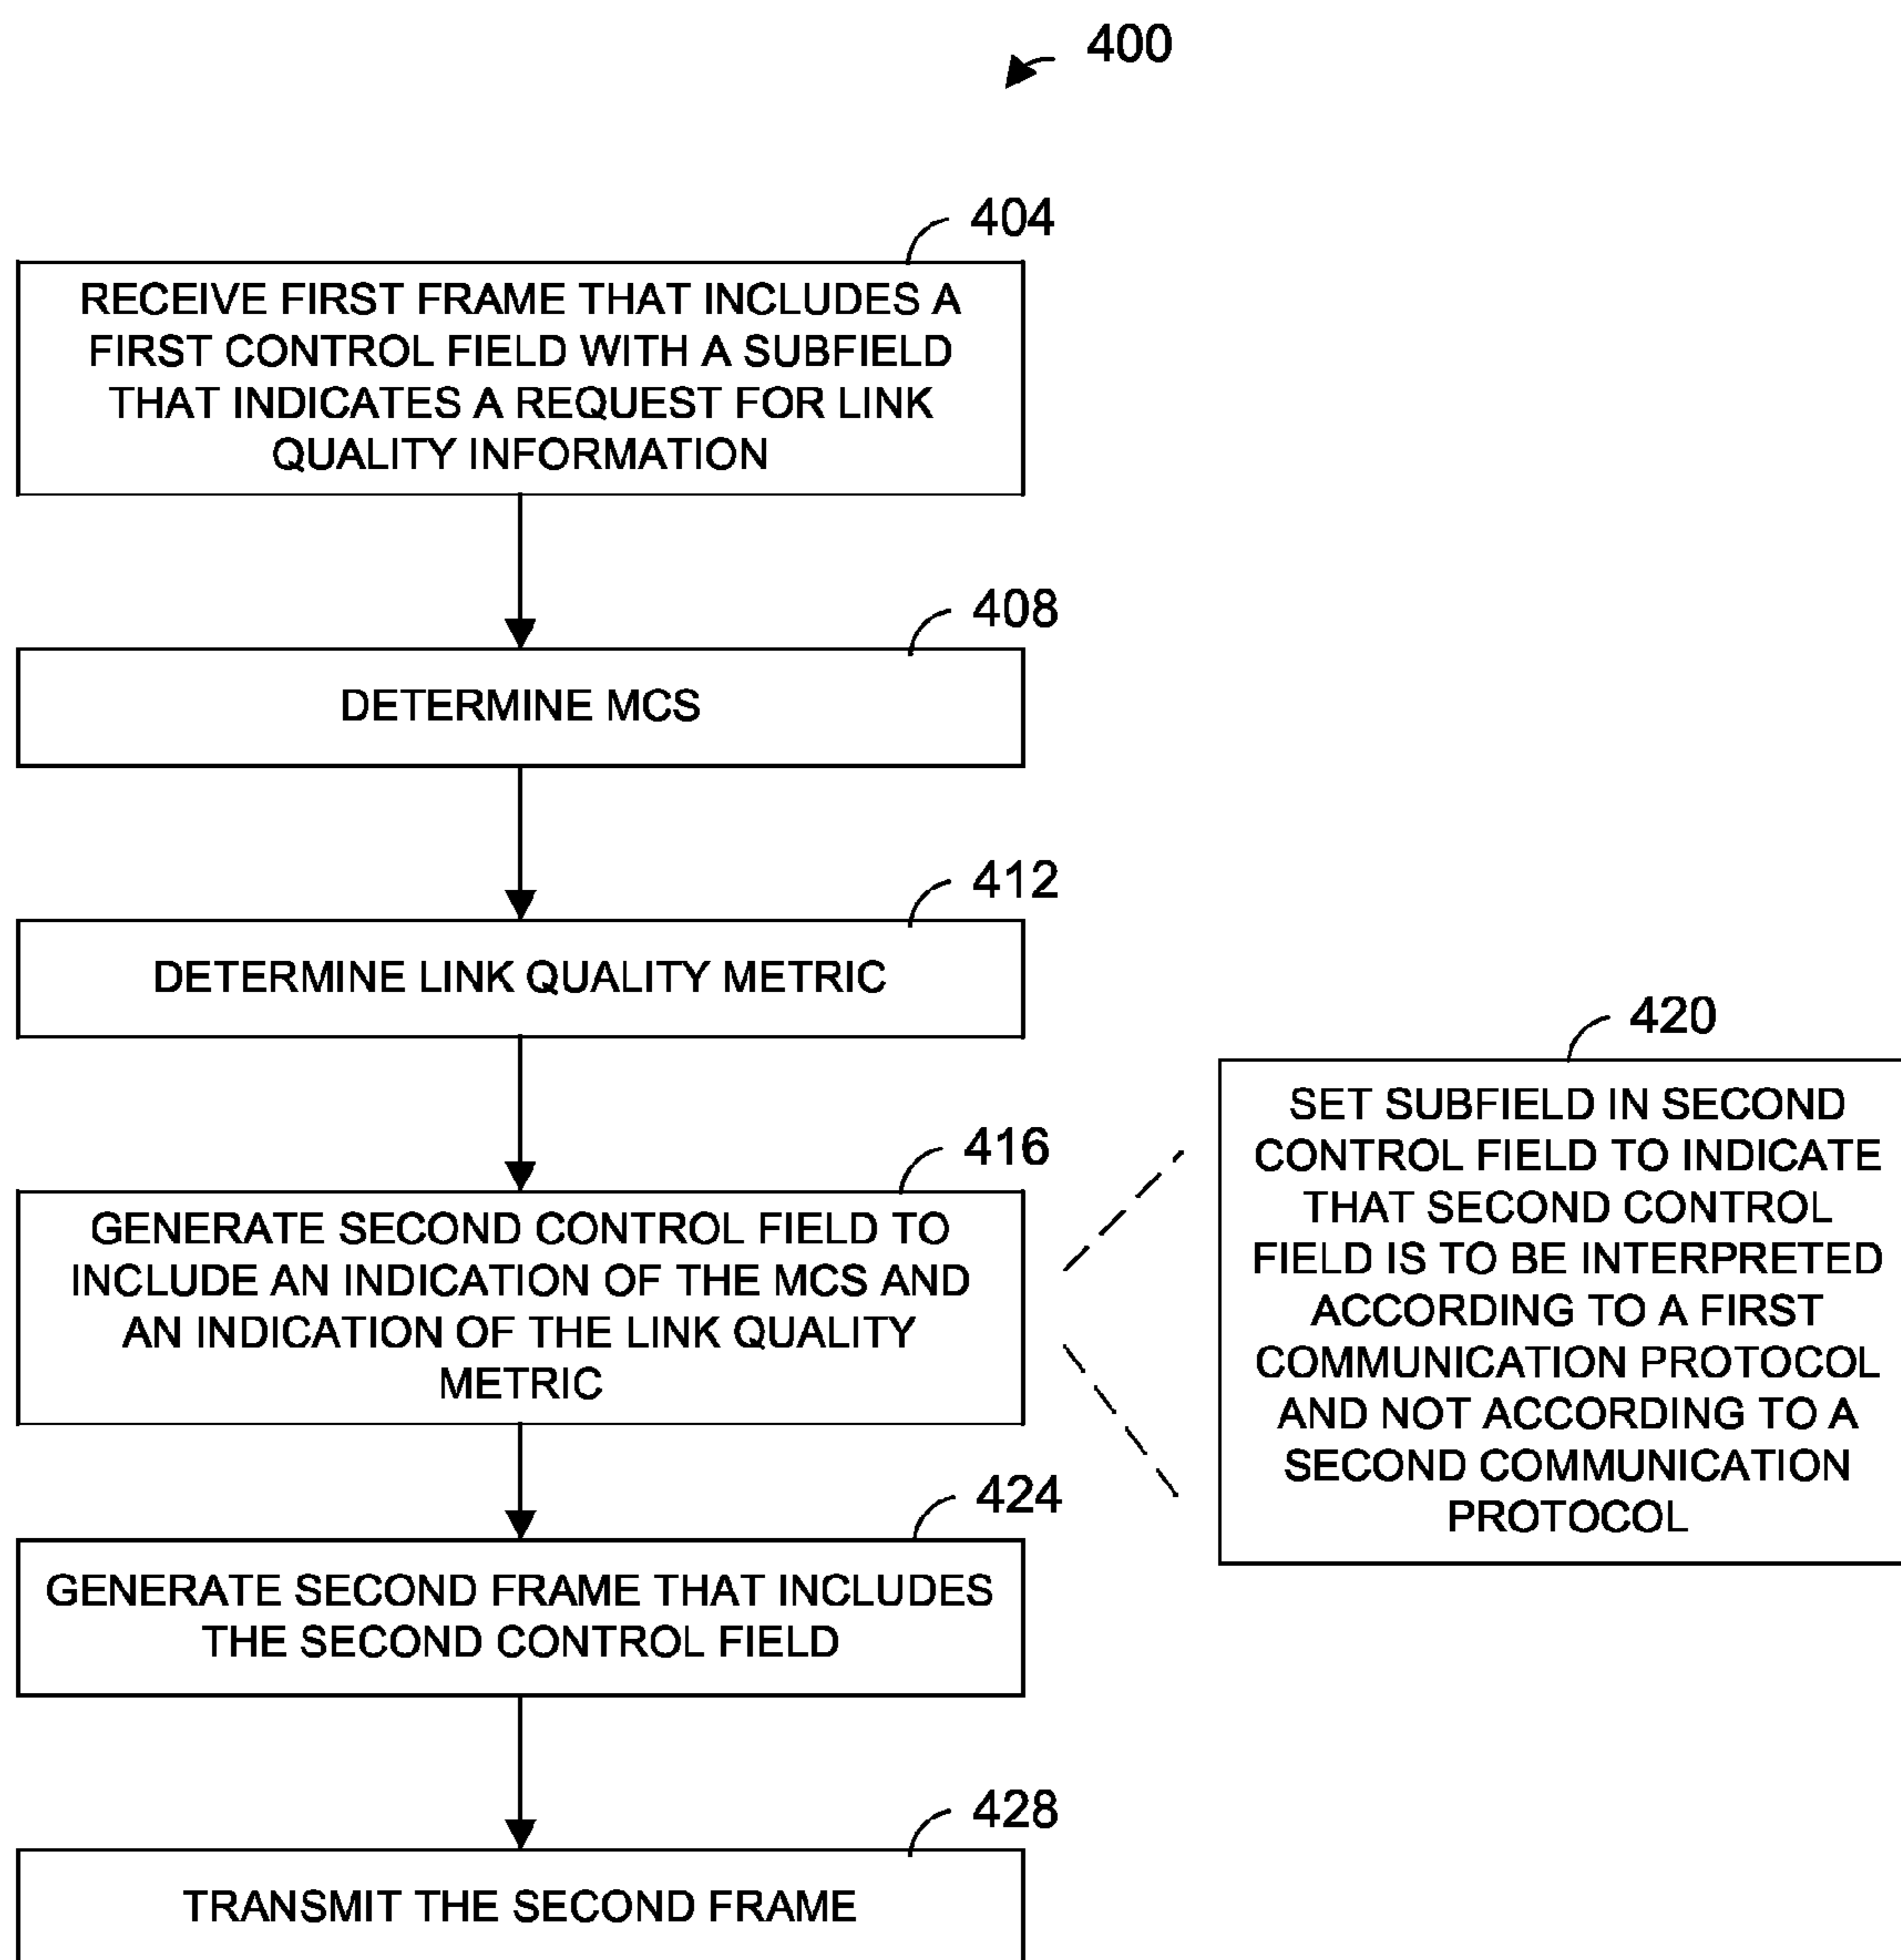 400
404
RECEIVE FIRST FRAME THAT INCLUDES A
FIRST CONTROL FIELD WITH A SUBFIELD
THAT INDICATES A REQUEST FOR LINK
QUALITY INFORMATION
408
DETERMINE MCS
412
DETERMINE LINK QUALITY METRIC
416
GENERATE SECOND CONTROL FIELD TO
INCLUDE AN INDICATION OF THE MCS AND
AN INDICATION OF THE LINK QUALITY
METRIC
420
SET SUBFIELD IN SECOND
CONTROL FIELD TO INDICATE
THAT SECOND CONTROL
FIELD IS TO BE INTERPRETED
ACCORDING TO A FIRST
COMMUNICATION PROTOCOL
AND NOT ACCORDING TO A
SECOND COMMUNICATION
PROTOCOL
424
GENERATE SECOND FRAME THAT INCLUDES
THE SECOND CONTROL FIELD
428
TRANSMIT THE SECOND FRAME